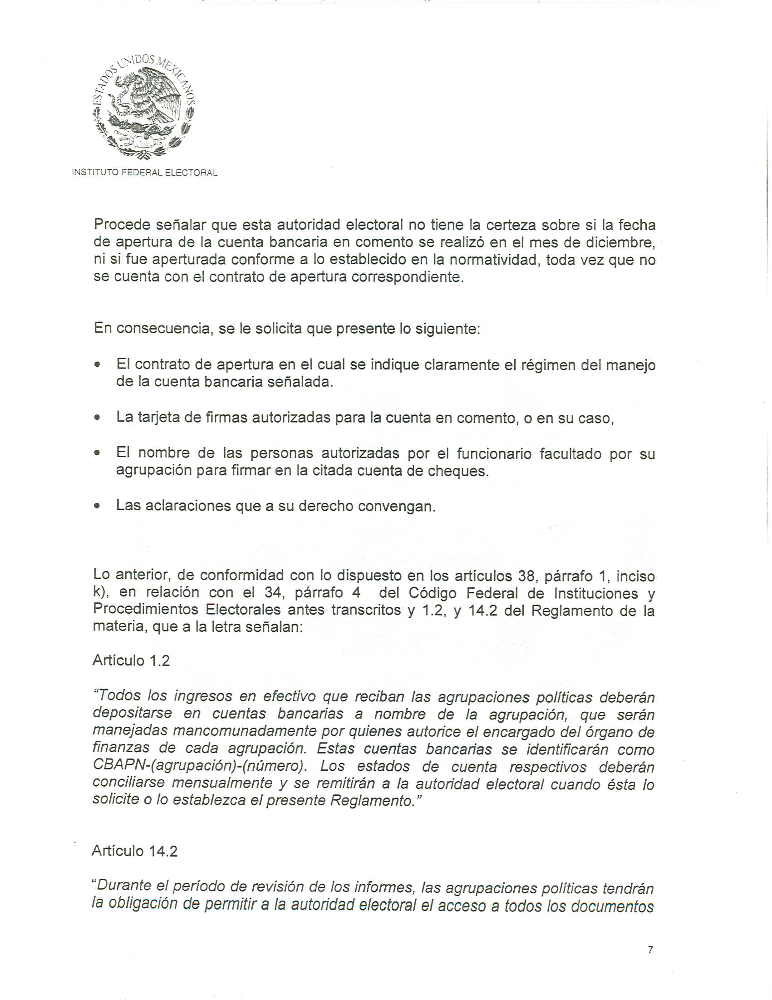 ESTADOS UNIDOS MEXICANOS
INSTITUTO FEDERAL ELECTORAL
Procede señalar que esta autoridad electoral no tiene la certeza sobre si la fecha
de apertura de la cuenta bancaria en comento se realizó en el mes de diciembre,
ni si fue aperturada conforme a lo establecido en la normatividad, toda vez que no
se cuenta con el contrato de apertura correspondiente.
En consecuencia, se le solicita que presente lo siguiente:
• El contrato de apertura en el cual se indique claramente el régimen del manejo
de la cuenta bancaria señalada.
• La tarjeta de firmas autorizadas para la cuenta en comento, o en su caso,
• El nombre de las personas autorizadas por el funcionario facultado por su
agrupación para firmar en la citada cuenta de cheques.
• Las aclaraciones que a su derecho convengan.
Lo anterior, de conformidad con lo dispuesto en los artículos 38, párrafo 1, inciso
k), en relación con el 34, párrafo 4 del Código Federal de Instituciones y
Procedimientos Electorales antes transcritos y 1.2, y 14.2 del Reglamento de la
materia, que a la letra señalan:
Artículo 1.2
“Todos los ingresos en efectivo que reciban las agrupaciones políticas deberán
depositarse en cuentas bancarias a nombre de la agrupación, que serán
manejadas mancomunadamente por quienes autorice el encargado del órgano de
finanzas de cada agrupación. Estas cuentas bancarias se identificarán como
CBAPN-(agrupación)-(número). Los estados de cuenta respectivos deberán
conciliarse mensualmente y se remitirán a la autoridad electoral cuando ésta lo
solicite o lo establezca el presente Reglamento.”
Artículo 14.2
“Durante el período de revisión de los informes, las agrupaciones políticas tendrán
la obligación de permitir a la autoridad electoral el acceso a todos los documentos
7